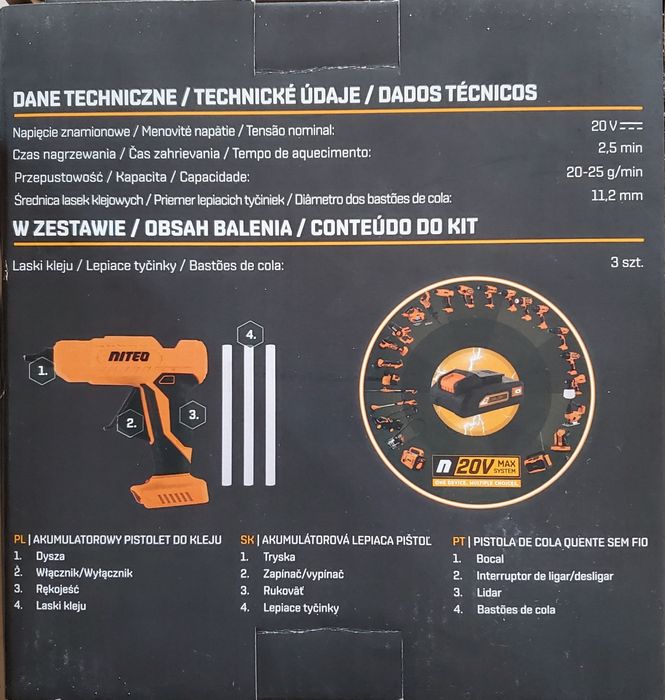 DANE TECHNICZNE / TECHNICKÉ ÚDAJE / DADOS TÉCNICOS
Napięcie znamionowe / Menovité napätie / Tensão nominal: 20 V
Czas nagrzewania / Čas zahrievania / Tempo de aquecimento: 2,5 min
Przepustowość / Kapacita / Capacidade: 20-25 g/min
Średnica lasek klejowych / Priemer lepiacich tyčiniek / Diâmetro dos bastões de cola: 11,2 mm
W ZESTAWIE / OBSAH BALENIA / CONTEÚDO DO KIT
Laski kleju / Lepiace tyčinky / Bastões de cola: 3 szt.
NITEO
1.
2.
3.
4.
n 20V MAX SYSTEM
ONE DEVICE. MULTIPLE CHOICES.
PL | AKUMULATOROWY PISTOLET DO KLEJU
1. Dysza
2. Włącznik/Wyłącznik
3. Rękojeść
4. Laski kleju
SK | AKUMULÁTOROVÁ LEPIACA PIŠTOĽ
1. Tryska
2. Zapínač/vypínač
3. Rukoväť
4. Lepiace tyčinky
PT | PISTOLA DE COLA QUENTE SEM FIO
1. Bocal
2. Interruptor de ligar/desligar
3. Lidar
4. Bastões de cola